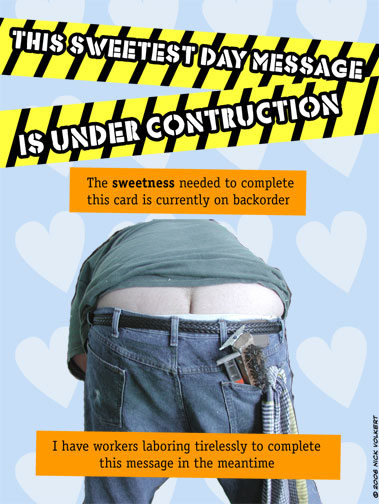 THIS SWEETEST DAY MESSAGE
IS UNDER CONTRUCTION
The sweetness needed to complete
this card is currently on backorder
I have workers laboring tirelessly to complete
this message in the meantime
© 2006 NICK VOLKERT